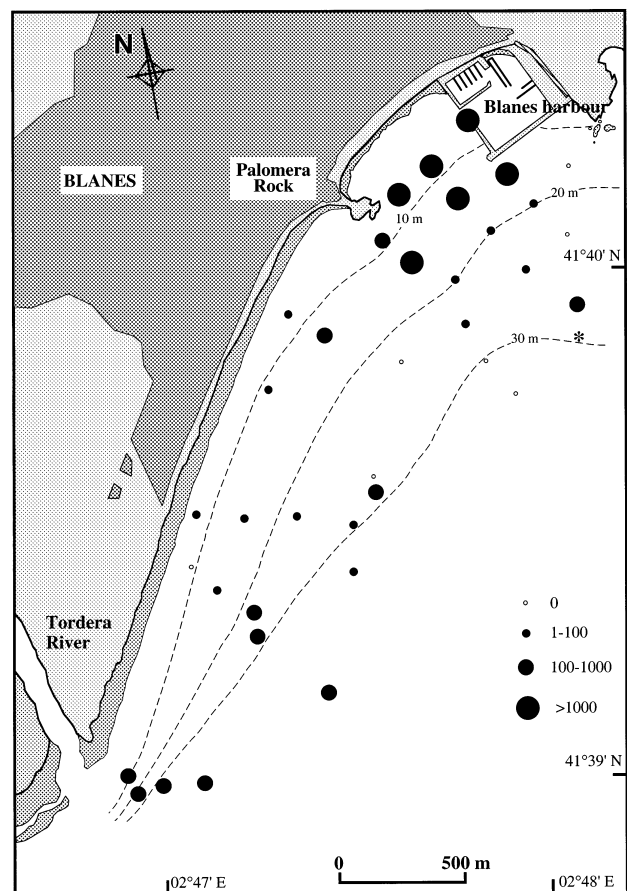 N
Blanes harbour
BLANES
Palomera
Rock
10 m
20 m
41°40' N
*
30 m
Tordera
River
0
1-100
100-1000
>1000
41°39' N
0
500 m
02°47' E
02°48' E